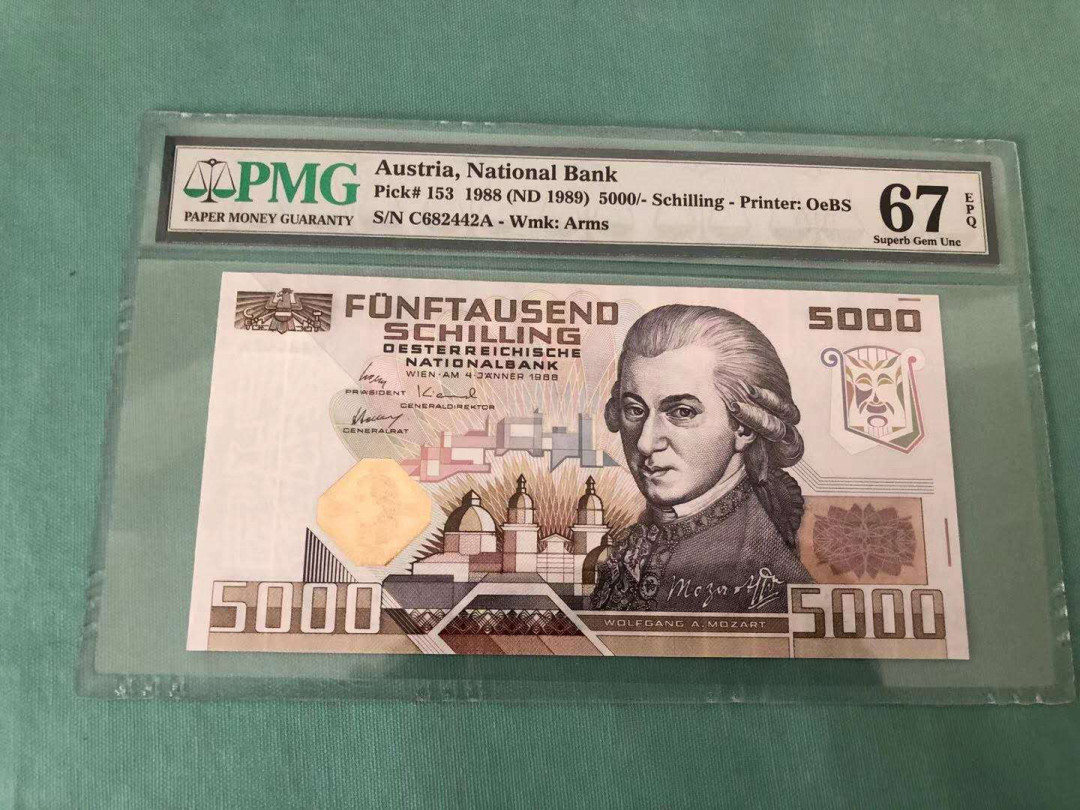 PMG
PAPER MONEY GUARANTY
Austria, National Bank
Pick# 153 1988 (ND 1989) 5000/- Schilling - Printer: OeBS
S/N C682442A - Wmk: Arms
67
EPQ
Superb Gem Unc
FÜNFTAUSEND
SCHILLING
OESTERREICHISCHE
NATIONALBANK
WIEN · AM 4 · JÄNNER 1988
PRÄSIDENT
GENERALDIREKTOR
GENERALRAT
5000
5000
Mozart
WOLFGANG A. MOZART
5000